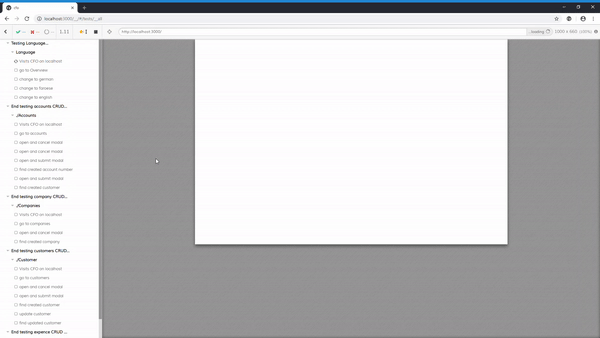 cfo
localhost:3000/__/#/tests/__all
1.11
1
http://localhost:3000/
Loading
1000 x 660 (100%)
Testing Language...
Language
Visits CFO on localhost
go to Overview
change to german
change to faroese
change to english
End testing accounts CRUD...
/Accounts
Visits CFO on localhost
go to accounts
open and cancel modal
open and cancel modal
open and submit modal
find created account number
open and submit modal
find created customer
End testing company CRUD...
/Companies
Visits CFO on localhost
go to companies
open and cancel modal
find created company
End testing customers CRUD...
/Customer
Visits CFO on localhost
go to customers
open and cancel modal
open and submit modal
find created customer
update customer
find updated customer
End testing expence CRUD ...